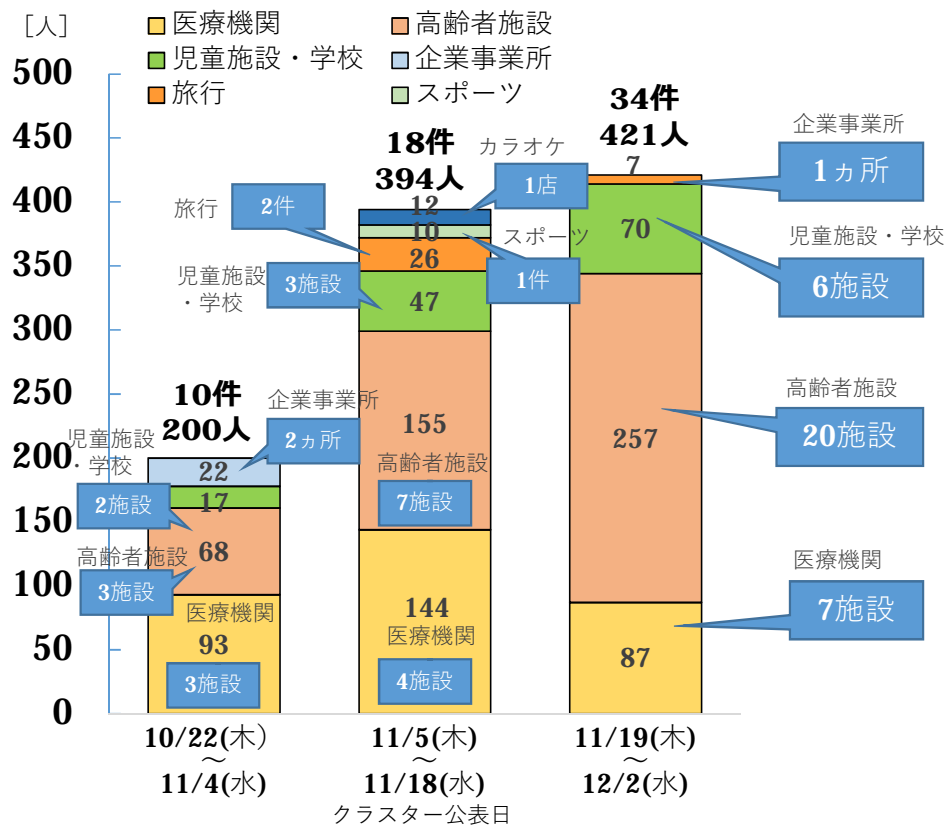 [人]
医療機関
高齢者施設
児童施設・学校
企業事業所
旅行
スポーツ
500
450
400
350
300
250
200
150
100
50
0
10件
200人
企業事業所
2ヵ所
児童施設
・学校
22
17
2施設
高齢者施設
68
3施設
医療機関
93
3施設
18件
394人
カラオケ
1店
旅行
2件
12
10
スポーツ
26
1件
児童施設
・学校
3施設
47
155
高齢者施設
7施設
144
医療機関
4施設
34件
421人
企業事業所
7
1ヵ所
児童施設・学校
70
6施設
高齢者施設
257
20施設
医療機関
87
7施設
10/22(木)
～
11/4(水)
11/5(木)
～
11/18(水)
11/19(木)
～
12/2(水)
クラスター公表日